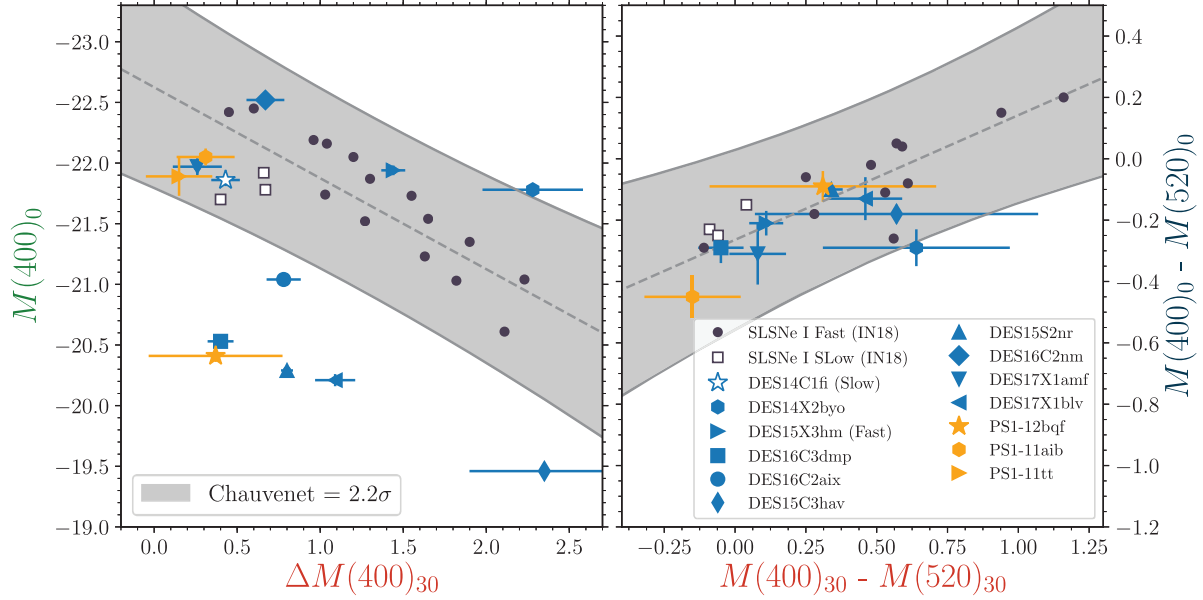 M(400)₀
−23.0
−22.5
−22.0
−21.5
−21.0
−20.5
−20.0
−19.5
−19.0
Chauvenet = 2.2σ
0.0 0.5 1.0 1.5 2.0 2.5
ΔM(400)₃₀
SLSNe I Fast (IN18)
SLSNe I SLow (IN18)
DES14C1fi (Slow)
DES14X2byo
DES15X3hm (Fast)
DES16C3dmp
DES16C2aix
DES15C3hav
DES15S2nr
DES16C2nm
DES17X1amf
DES17X1blv
PS1-12bqf
PS1-11aib
PS1-11tt
−0.25 0.00 0.25 0.50 0.75 1.00 1.25
M(400)₃₀ - M(520)₃₀
0.4
0.2
0.0
−0.2
−0.4
−0.6
−0.8
−1.0
−1.2
M(400)₀ - M(520)₀